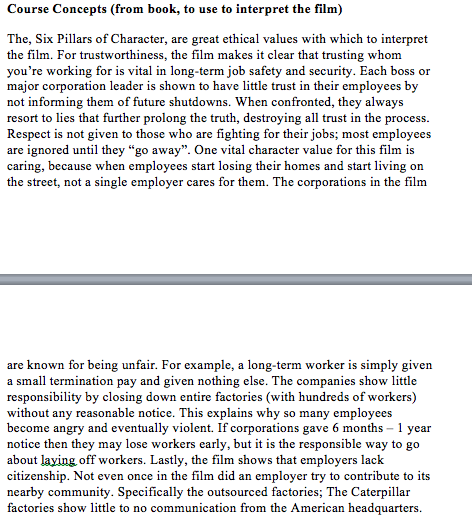 Course Concepts (from book, to use to interpret the film)
The, Six Pillars of Character, are great ethical values with which to interpret
the film. For trustworthiness, the film makes it clear that trusting whom
you're working for is vital in long-term job safety and security. Each boss or
major corporation leader is shown to have little trust in their employees by
not informing them of future shutdowns. When confronted, they always
resort to lies that further prolong the truth, destroying all trust in the process.
Respect is not given to those who are fighting for their jobs; most employees
are ignored until they “go away”. One vital character value for this film is
caring, because when employees start losing their homes and start living on
the street, not a single employer cares for them. The corporations in the film
are known for being unfair. For example, a long-term worker is simply given
a small termination pay and given nothing else. The companies show little
responsibility by closing down entire factories (with hundreds of workers)
without any reasonable notice. This explains why so many employees
become angry and eventually violent. If corporations gave 6 months – 1 year
notice then they may lose workers early, but it is the responsible way to go
about laying off workers. Lastly, the film shows that employers lack
citizenship. Not even once in the film did an employer try to contribute to its
nearby community. Specifically the outsourced factories; The Caterpillar
factories show little to no communication from the American headquarters.